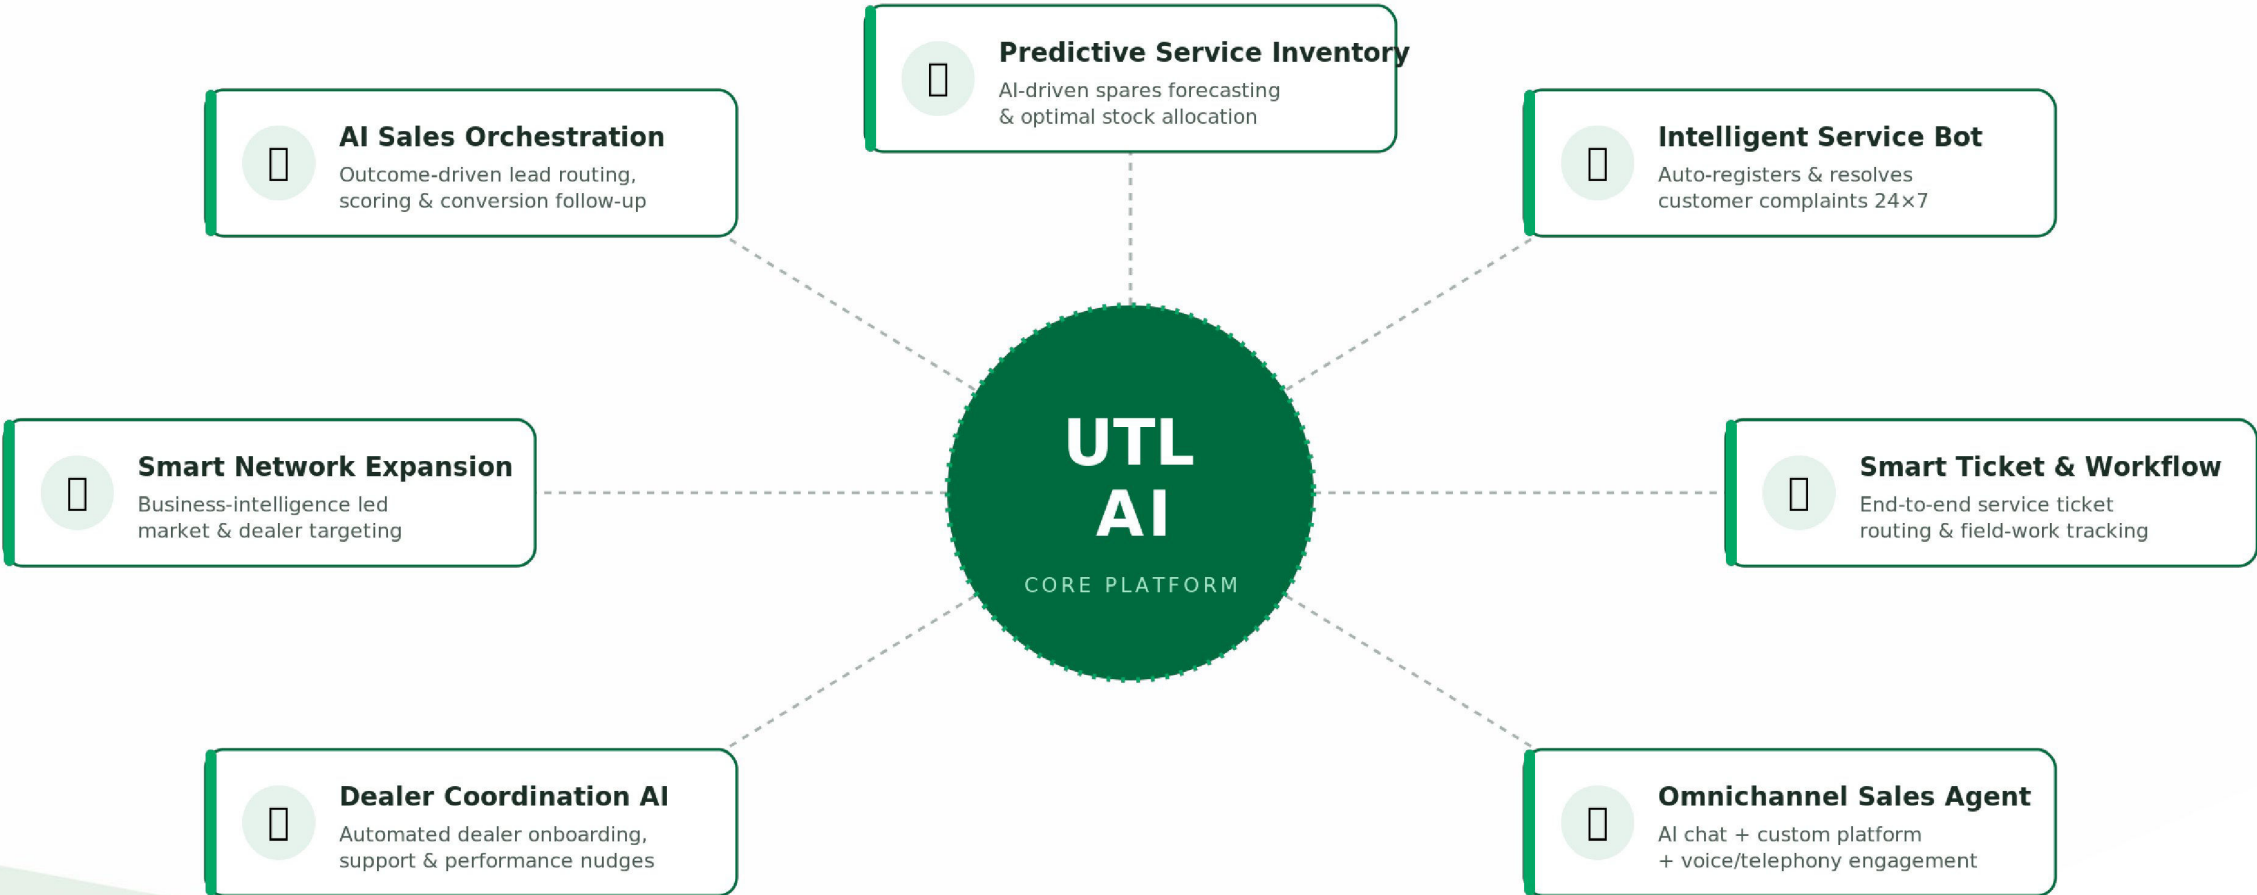 Predictive Service Inventory
AI-driven spares forecasting
& optimal stock allocation
AI Sales Orchestration
Outcome-driven lead routing,
scoring & conversion follow-up
Intelligent Service Bot
Auto-registers & resolves
customer complaints 24×7
UTL
AI
CORE PLATFORM
Smart Network Expansion
Business-intelligence led
market & dealer targeting
Smart Ticket & Workflow
End-to-end service ticket
routing & field-work tracking
Dealer Coordination AI
Automated dealer onboarding,
support & performance nudges
Omnichannel Sales Agent
AI chat + custom platform
+ voice/telephony engagement